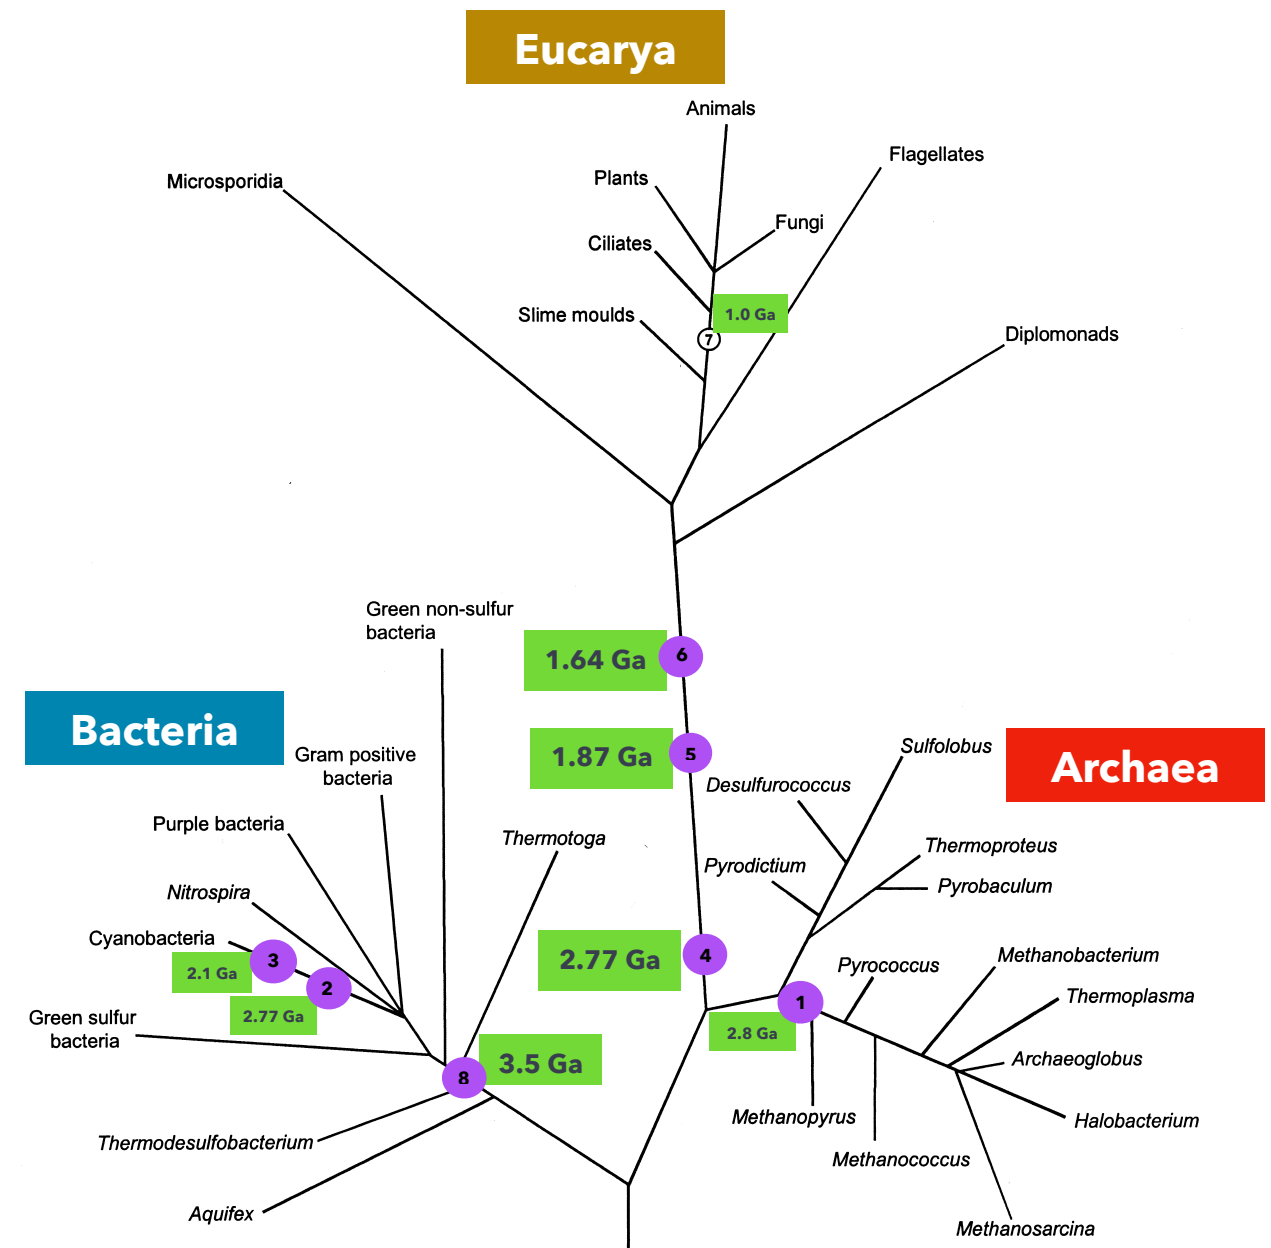 Eucarya
Animals
Flagellates
Microsporidia
Plants
Fungi
Ciliates
Slime moulds
1.0 Ga
7
Diplomonads
Green non-sulfur
bacteria
1.64 Ga
6
Bacteria
Gram positive
bacteria
1.87 Ga
5
Sulfolobus
Archaea
Desulfurococcus
Purple bacteria
Thermotoga
Thermoproteus
Pyrodictium
Pyrobaculum
Nitrospira
Cyanobacteria
3
2.1 Ga
2
2.77 Ga
2.77 Ga
4
Methanobacterium
Pyrococcus
Thermoplasma
1
2.8 Ga
Green sulfur
bacteria
8
3.5 Ga
Archaeoglobus
Methanopyrus
Halobacterium
Thermodesulfobacterium
Methanococcus
Aquifex
Methanosarcina